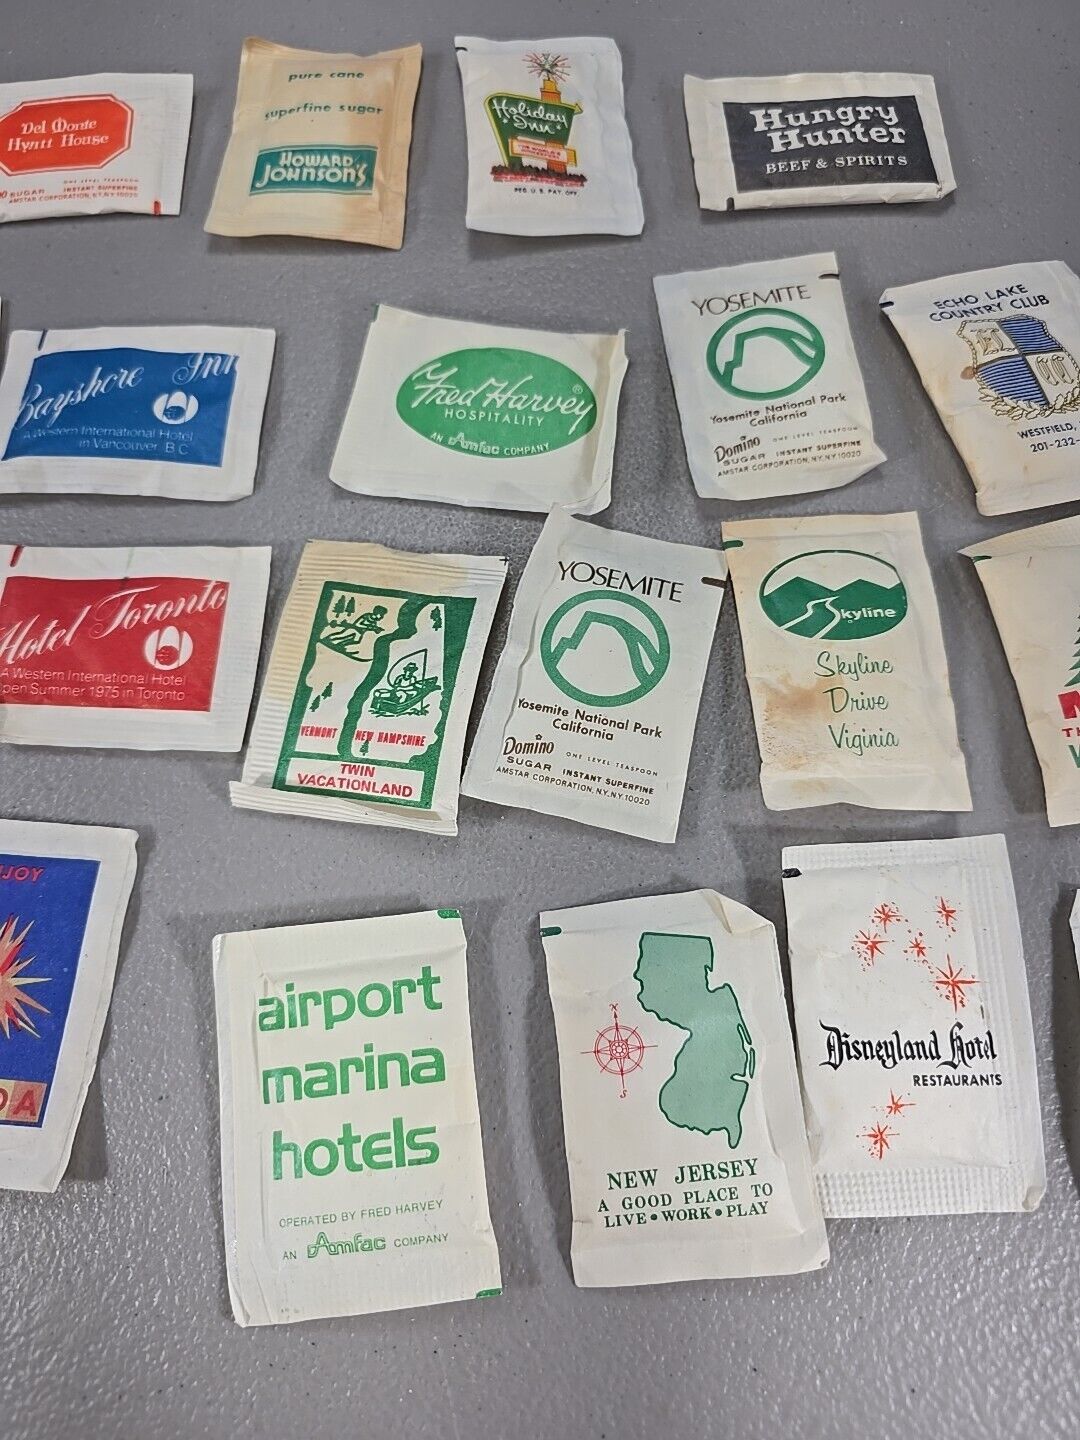 Del Monte
Hyatt House
SUGAR
ONE LEVEL TEASPOON
INSTANT SUPERFINE
AMSTAR CORPORATION, N.Y., N.Y. 10020
pure cane
superfine sugar
HOWARD
JOHNSON'S
Holiday
Inn
REG. U.S. PAT. OFF.
Hungry
Hunter
BEEF & SPIRITS
Bayshore Inn
A Western International Hotel
in Vancouver B C
Fred Harvey ®
HOSPITALITY
AN Amfac COMPANY
YOSEMITE
Yosemite National Park
California
Domino ONE LEVEL TEASPOON
SUGAR INSTANT SUPERFINE
AMSTAR CORPORATION, N.Y. N.Y. 10020
ECHO LAKE
COUNTRY CLUB
WESTFIELD,
201-232-
Hotel Toronto
A Western International Hotel
Open Summer 1975 in Toronto
VERMONT NEW HAMPSHIRE
TWIN
VACATIONLAND
YOSEMITE
Yosemite National Park
California
Domino ONE LEVEL TEASPOON
SUGAR INSTANT SUPERFINE
AMSTAR CORPORATION, N.Y. N.Y. 10020
Skyline
Skyline
Drive
Viginia
JOY
DA
airport
marina
hotels
OPERATED BY FRED HARVEY
AN Amfac COMPANY
N
S
NEW JERSEY
A GOOD PLACE TO
LIVE • WORK • PLAY
Disneyland Hotel
RESTAURANTS